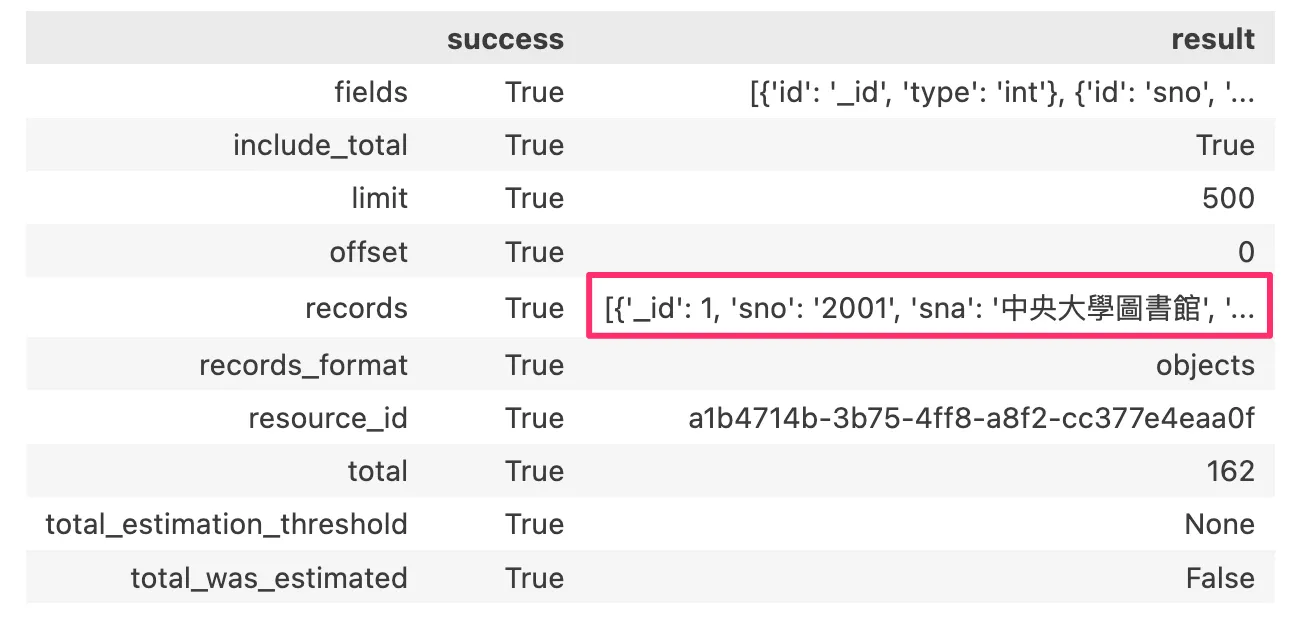 success result
fields True [{'id': '_id', 'type': 'int'}, {'id': 'sno', '...
include_total True True
limit True 500
offset True 0
records True [{'_id': 1, 'sno': '2001', 'sna': '中央大學圖書館', '...
records_format True objects
resource_id True a1b4714b-3b75-4ff8-a8f2-cc377e4eaa0f
total True 162
total_estimation_threshold True None
total_was_estimated True False